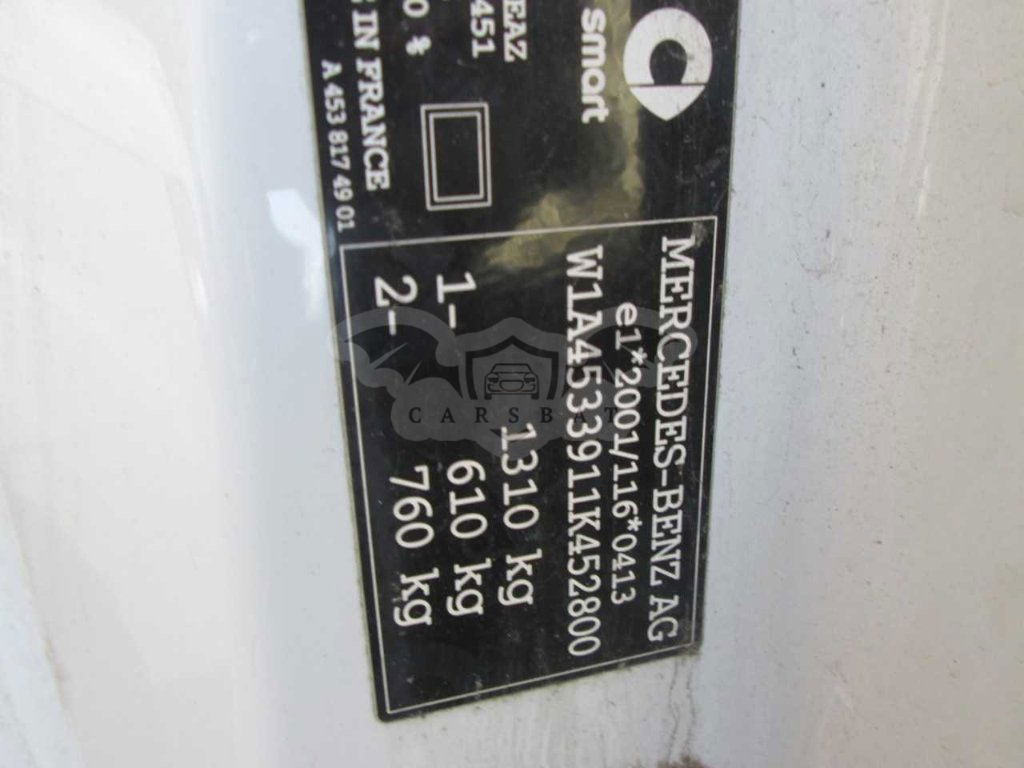 smart
EAZ
451
0 %
IN FRANCE
A 453 817 49 01
MERCEDES-BENZ AG
e1*2001/116*0413
W1A4533911K452800
1310 kg
1- 610 kg
2- 760 kg
CARSBAT